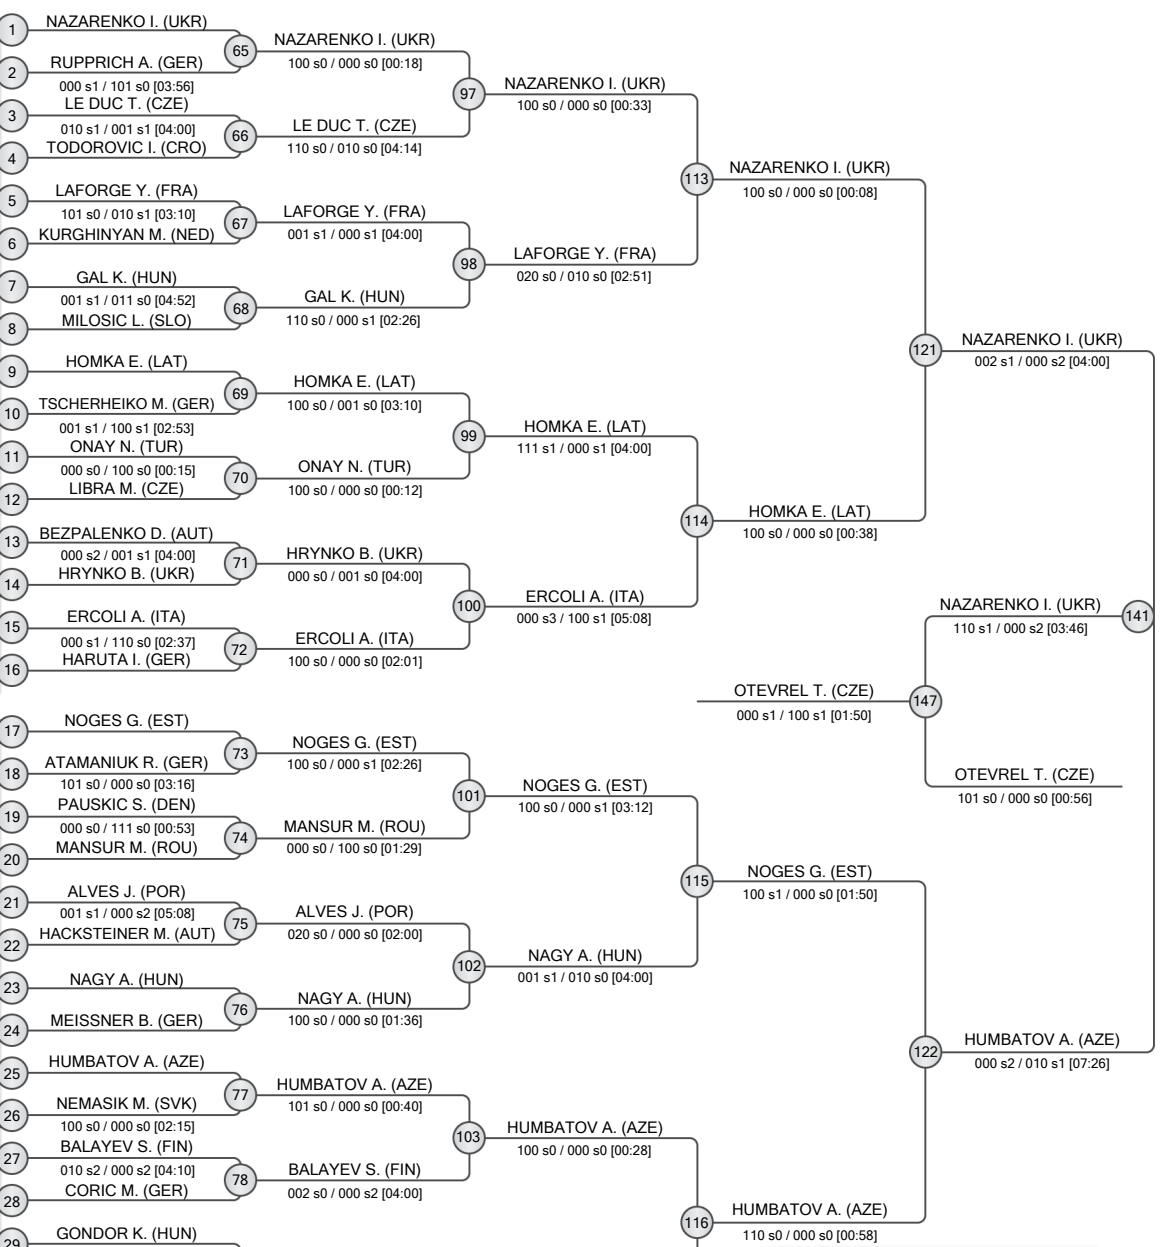 1 NAZARENKO I. (UKR)
65 NAZARENKO I. (UKR)
100 s0 / 000 s0 [00:18]
2 RUPPRICH A. (GER)
000 s1 / 101 s0 [03:56]
97 NAZARENKO I. (UKR)
100 s0 / 000 s0 [00:33]
3 LE DUC T. (CZE)
010 s1 / 001 s1 [04:00]
66 LE DUC T. (CZE)
110 s0 / 010 s0 [04:14]
4 TODOROVIC I. (CRO)
113 NAZARENKO I. (UKR)
100 s0 / 000 s0 [00:08]
5 LAFORGE Y. (FRA)
101 s0 / 010 s1 [03:10]
67 LAFORGE Y. (FRA)
001 s1 / 000 s1 [04:00]
6 KURGHINYAN M. (NED)
98 LAFORGE Y. (FRA)
020 s0 / 010 s0 [02:51]
7 GAL K. (HUN)
001 s1 / 011 s0 [04:52]
68 GAL K. (HUN)
110 s0 / 000 s1 [02:26]
8 MILOSIC L. (SLO)
121 NAZARENKO I. (UKR)
002 s1 / 000 s2 [04:00]
9 HOMKA E. (LAT)
69 HOMKA E. (LAT)
100 s0 / 001 s0 [03:10]
10 TSCHERHEIKO M. (GER)
001 s1 / 100 s1 [02:53]
99 HOMKA E. (LAT)
111 s1 / 000 s1 [04:00]
11 ONAY N. (TUR)
000 s0 / 100 s0 [00:15]
70 ONAY N. (TUR)
100 s0 / 000 s0 [00:12]
12 LIBRA M. (CZE)
114 HOMKA E. (LAT)
100 s0 / 000 s0 [00:38]
13 BEZPALENKO D. (AUT)
000 s2 / 001 s1 [04:00]
71 HRYNKO B. (UKR)
000 s0 / 001 s0 [04:00]
14 HRYNKO B. (UKR)
100 ERCOLI A. (ITA)
000 s3 / 100 s1 [05:08]
15 ERCOLI A. (ITA)
000 s1 / 110 s0 [02:37]
72 ERCOLI A. (ITA)
100 s0 / 000 s0 [02:01]
16 HARUTA I. (GER)
NAZARENKO I. (UKR) 141
110 s1 / 000 s2 [03:46]
OTEVREL T. (CZE) 147
000 s1 / 100 s1 [01:50]
OTEVREL T. (CZE)
101 s0 / 000 s0 [00:56]
17 NOGES G. (EST)
73 NOGES G. (EST)
100 s0 / 000 s1 [02:26]
18 ATAMANIUK R. (GER)
101 s0 / 000 s0 [03:16]
101 NOGES G. (EST)
100 s0 / 000 s1 [03:12]
19 PAUSKIC S. (DEN)
000 s0 / 111 s0 [00:53]
74 MANSUR M. (ROU)
000 s0 / 100 s0 [01:29]
20 MANSUR M. (ROU)
115 NOGES G. (EST)
100 s1 / 000 s0 [01:50]
21 ALVES J. (POR)
001 s1 / 000 s2 [05:08]
75 ALVES J. (POR)
020 s0 / 000 s0 [02:00]
22 HACKSTEINER M. (AUT)
102 NAGY A. (HUN)
001 s1 / 010 s0 [04:00]
23 NAGY A. (HUN)
76 NAGY A. (HUN)
100 s0 / 000 s0 [01:36]
24 MEISSNER B. (GER)
122 HUMBATOV A. (AZE)
000 s2 / 010 s1 [07:26]
25 HUMBATOV A. (AZE)
77 HUMBATOV A. (AZE)
101 s0 / 000 s0 [00:40]
26 NEMASIK M. (SVK)
100 s0 / 000 s0 [02:15]
103 HUMBATOV A. (AZE)
100 s0 / 000 s0 [00:28]
27 BALAYEV S. (FIN)
010 s2 / 000 s2 [04:10]
78 BALAYEV S. (FIN)
002 s0 / 000 s2 [04:00]
28 CORIC M. (GER)
116 HUMBATOV A. (AZE)
110 s0 / 000 s0 [00:58]
29 GONDOR K. (HUN)